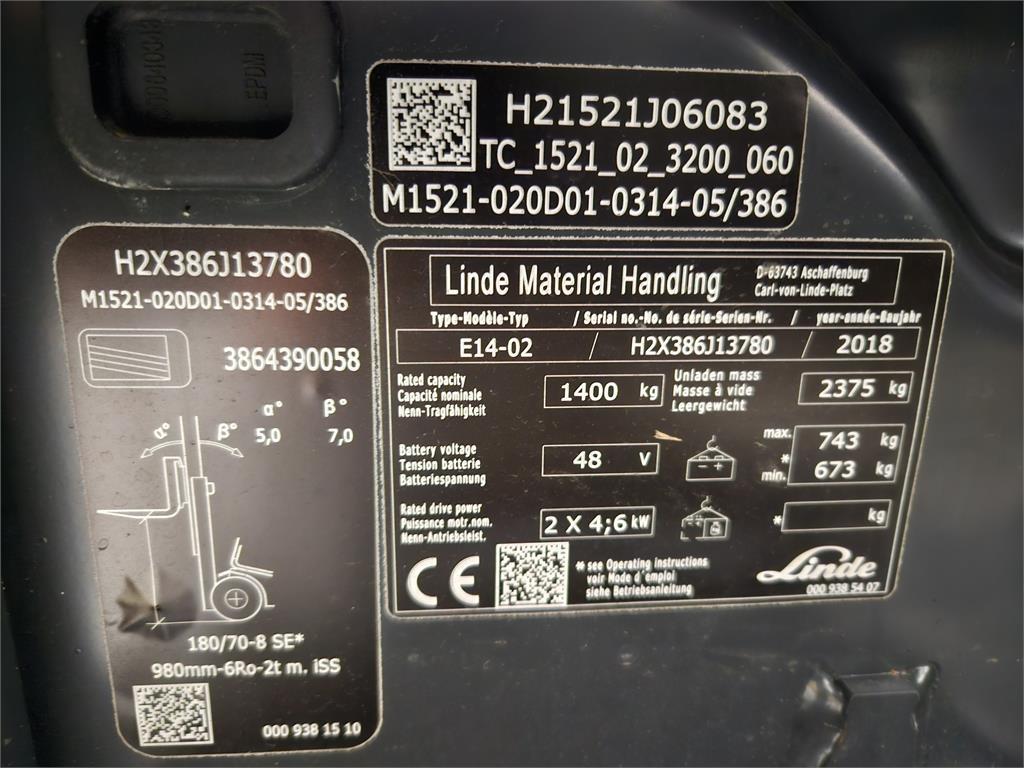 EPDM
H21521J06083
TC_1521_02_3200_060
M1521-020D01-0314-05/386
H2X386J13780
M1521-020D01-0314-05/386
3864390058
α° β°
5,0 7,0
α° β°
180/70-8 SE*
980mm-6Ro-2t m. iSS
000 938 15 10
Linde Material Handling
D-63743 Aschaffenburg
Carl-von-Linde-Platz
Type-Modèle-Typ / Serial no.-No. de série-Serien-Nr. / year-année-Baujahr
E14-02 / H2X386J13780 / 2018
Rated capacity
Capacité nominale
Nenn-Tragfähigkeit
1400 kg
Unladen mass
Masse à vide
Leergewicht
2375 kg
Battery voltage
Tension batterie
Batteriespannung
48 V
max. 743 kg
*
min. 673 kg
Rated drive power
Puissance motr.nom.
Nenn-Antriebsleist.
2 X 4;6 kW
* kg
CE
* see Operating instructions
voir Mode d'emploi
siehe Betriebsanleitung
Linde
000 938 54 07